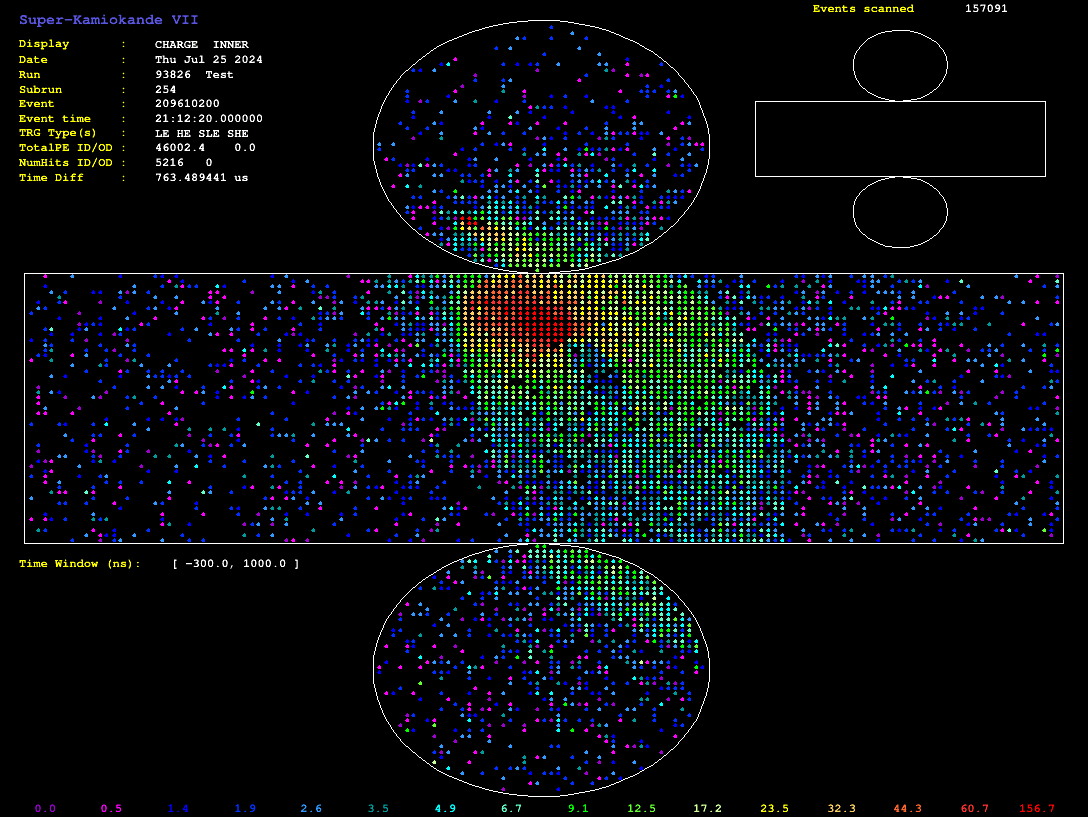 Super-Kamiokande VII
Events scanned 157091
Display : CHARGE INNER
Date : Thu Jul 25 2024
Run : 93826 Test
Subrun : 254
Event : 209610200
Event time : 21:12:20.000000
TRG Type(s) : LE HE SLE SHE
TotalPE ID/OD : 46002.4 0.0
NumHits ID/OD : 5216 0
Time Diff : 763.489441 us
Time Window (ns): [ -300.0, 1000.0 ]
0.0 0.5 1.4 1.9 2.6 3.5 4.9 6.7 9.1 12.5 17.2 23.5 32.3 44.3 60.7 156.7